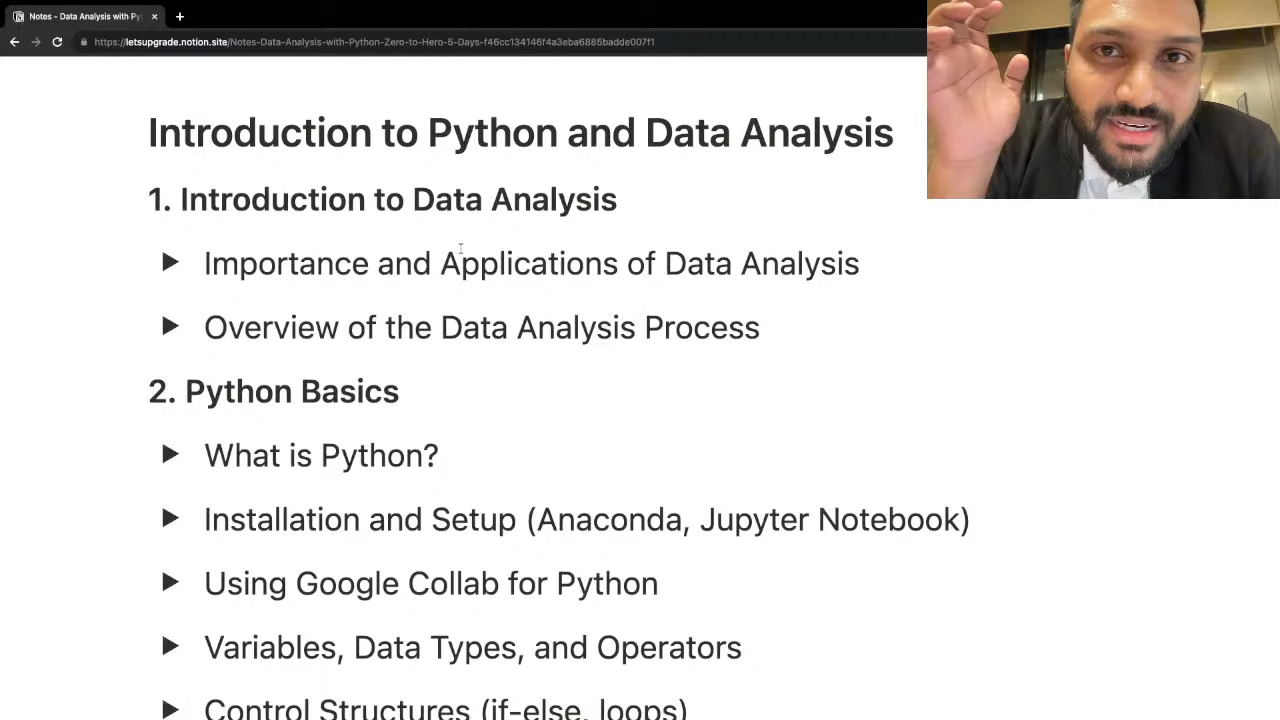 Notes - Data Analysis with Pyt
https://letsupgrade.notion.site/Notes-Data-Analysis-with-Python-Zero-to-Hero-5-Days-f46cc134146f4a3eba6885badde007f1
Introduction to Python and Data Analysis
1. Introduction to Data Analysis
Importance and Applications of Data Analysis
Overview of the Data Analysis Process
2. Python Basics
What is Python?
Installation and Setup (Anaconda, Jupyter Notebook)
Using Google Collab for Python
Variables, Data Types, and Operators
Control Structures (if-else, loops)